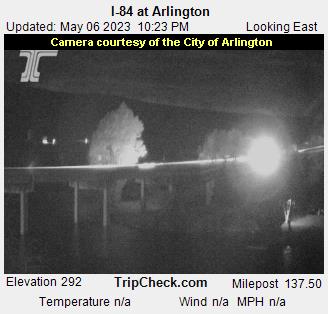 I-84 at Arlington
Updated: May 06 2023 10:23 PM Looking East
Camera courtesy of the City of Arlington
Elevation 292 TripCheck.com Milepost 137.50
Temperature n/a Wind n/a MPH n/a